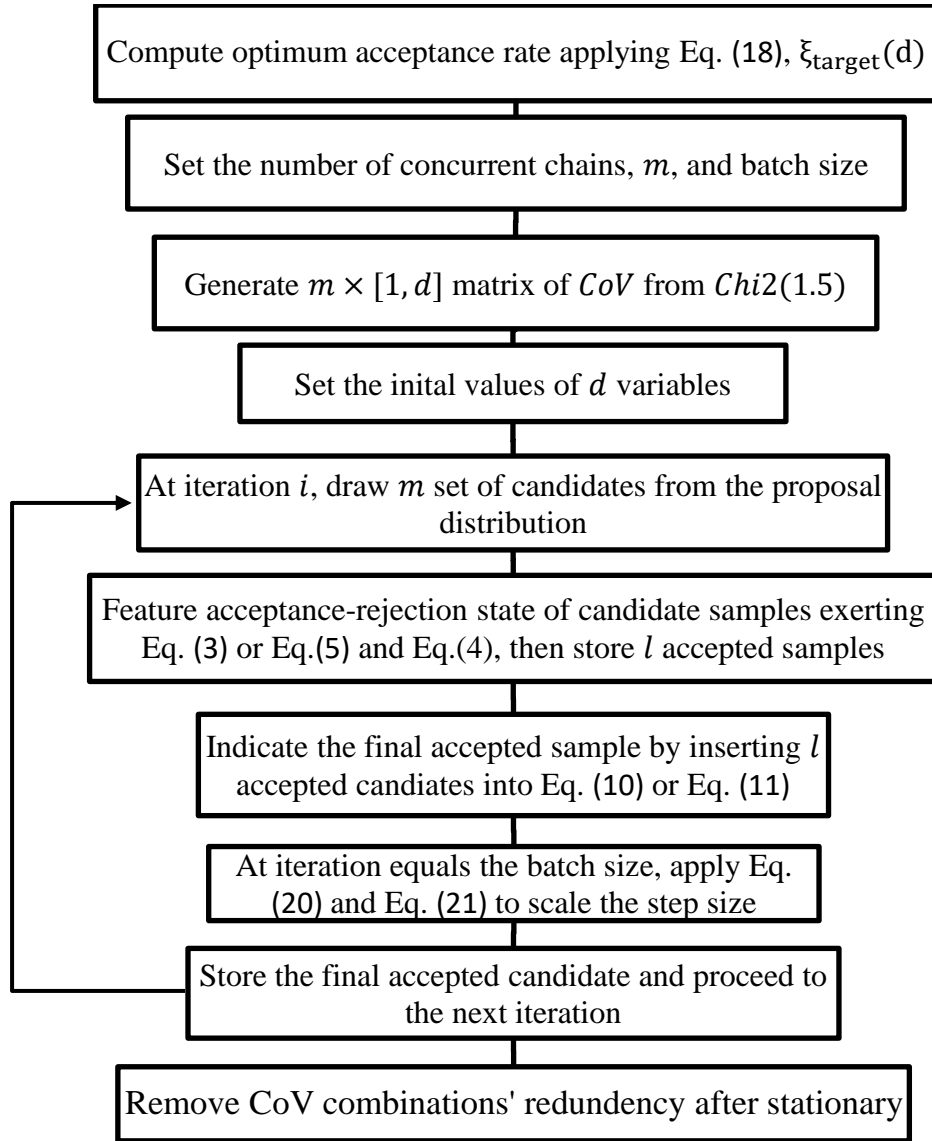 Compute optimum acceptance rate applying Eq. (18), ξtarget(d)
Set the number of concurrent chains, m, and batch size
Generate m × [1, d] matrix of CoV from Chi2(1.5)
Set the inital values of d variables
At iteration i, draw m set of candidates from the proposal
distribution
Feature acceptance-rejection state of candidate samples exerting
Eq. (3) or Eq.(5) and Eq.(4), then store l accepted samples
Indicate the final accepted sample by inserting l
accepted candiates into Eq. (10) or Eq. (11)
At iteration equals the batch size, apply Eq.
(20) and Eq. (21) to scale the step size
Store the final accepted candidate and proceed to
the next iteration
Remove CoV combinations' redundency after stationary